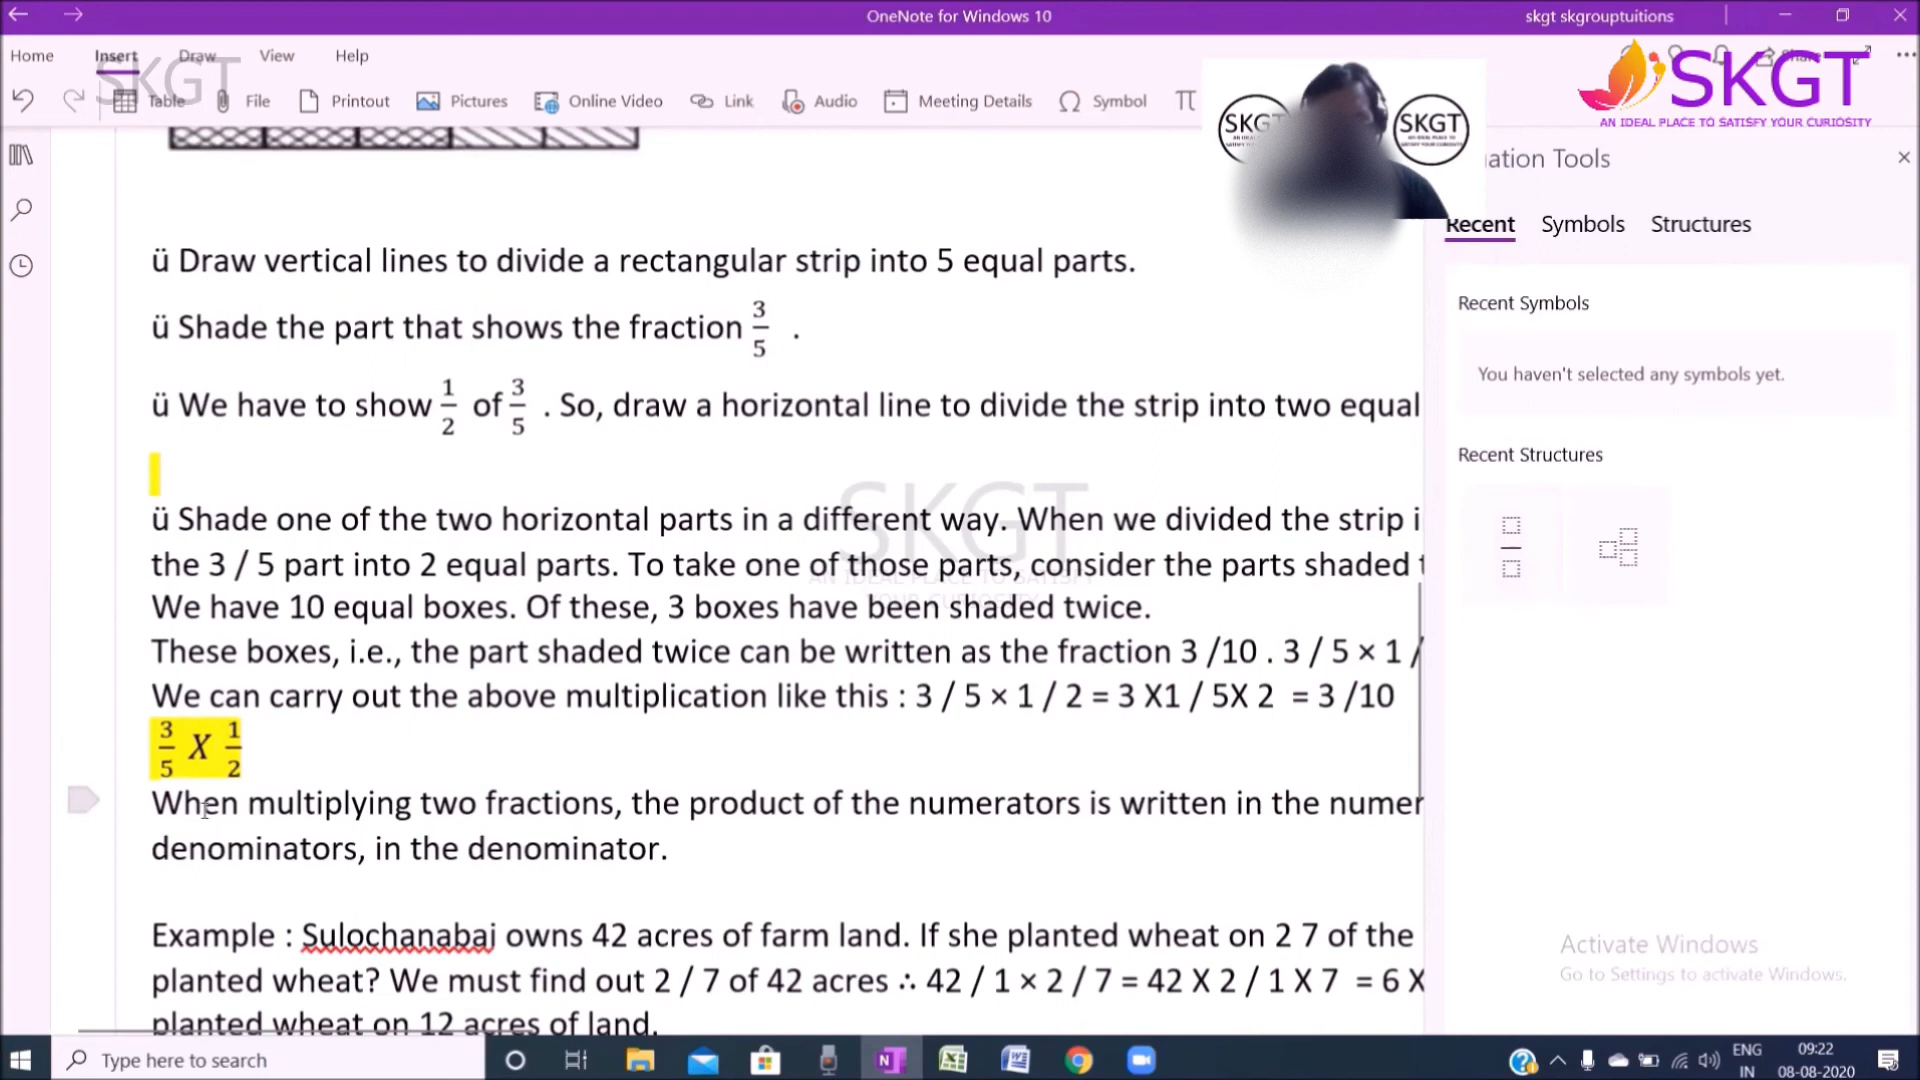 OneNote for Windows 10
skgt skgrouptuitions
Home Insert Draw View Help
SKGT
Table File Printout Pictures Online Video Link Audio Meeting Details Symbol
SKGT
SKGT
SKGT
AN IDEAL PLACE TO SATISFY YOUR CURIOSITY
uation Tools
Recent Symbols Structures
Recent Symbols
You haven't selected any symbols yet.
Recent Structures
ü Draw vertical lines to divide a rectangular strip into 5 equal parts.
ü Shade the part that shows the fraction 3/5 .
ü We have to show 1/2 of 3/5 . So, draw a horizontal line to divide the strip into two equal
ü Shade one of the two horizontal parts in a different way. When we divided the strip i
the 3 / 5 part into 2 equal parts. To take one of those parts, consider the parts shaded t
We have 10 equal boxes. Of these, 3 boxes have been shaded twice.
These boxes, i.e., the part shaded twice can be written as the fraction 3 /10 . 3 / 5 × 1 /
We can carry out the above multiplication like this : 3 / 5 × 1 / 2 = 3 X1 / 5X 2 = 3 /10
3/5 X 1/2
When multiplying two fractions, the product of the numerators is written in the numer
denominators, in the denominator.
Example : Sulochanabai owns 42 acres of farm land. If she planted wheat on 2 7 of the
planted wheat? We must find out 2 / 7 of 42 acres ∴ 42 / 1 × 2 / 7 = 42 X 2 / 1 X 7 = 6 X
planted wheat on 12 acres of land.
SKGT
AN IDEAL PLACE TO SATISFY
YOUR CURIOSITY
Activate Windows
Go to Settings to activate Windows.
Type here to search
ENG
IN
09:22
08-08-2020